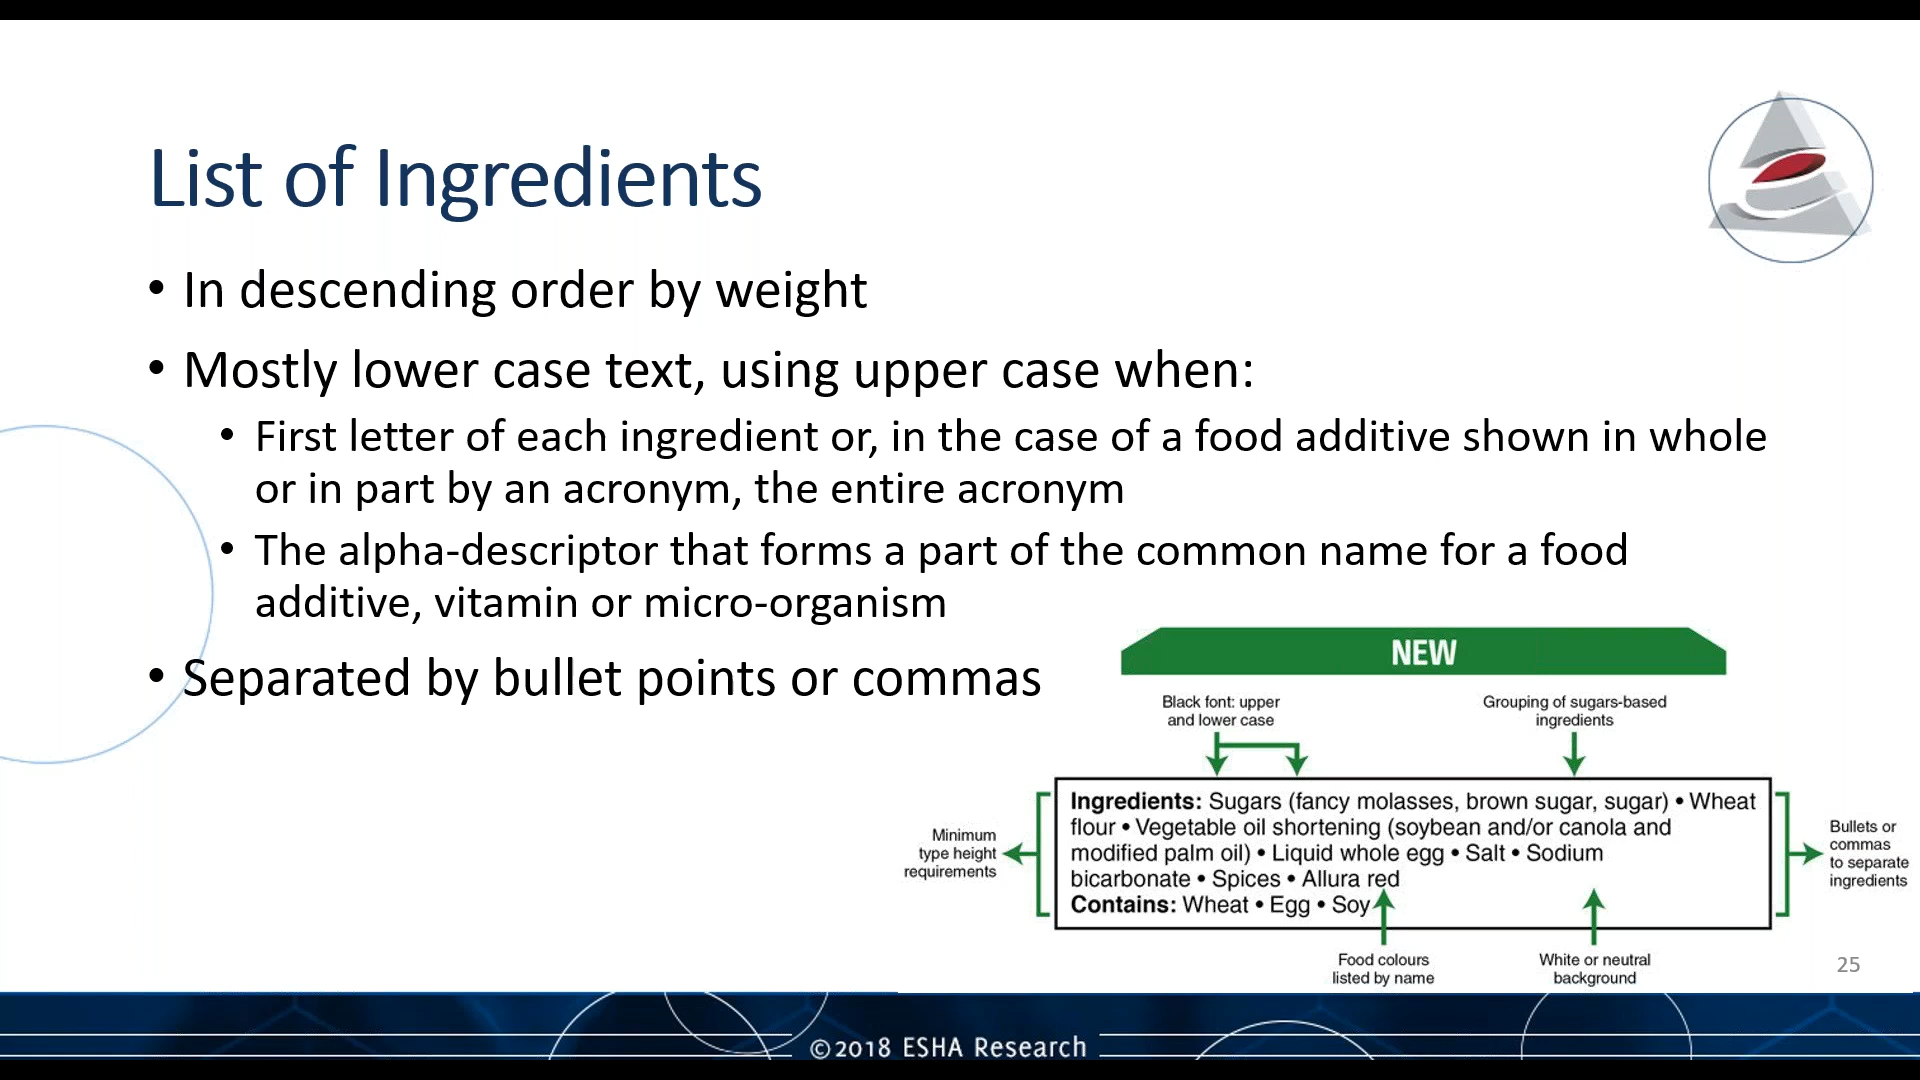 List of Ingredients
• In descending order by weight
• Mostly lower case text, using upper case when:
• First letter of each ingredient or, in the case of a food additive shown in whole
or in part by an acronym, the entire acronym
• The alpha-descriptor that forms a part of the common name for a food
additive, vitamin or micro-organism
• Separated by bullet points or commas
NEW
Black font: upper
and lower case
Grouping of sugars-based
ingredients
Minimum
type height
requirements
Ingredients: Sugars (fancy molasses, brown sugar, sugar) • Wheat
flour • Vegetable oil shortening (soybean and/or canola and
modified palm oil) • Liquid whole egg • Salt • Sodium
bicarbonate • Spices • Allura red
Contains: Wheat • Egg • Soy
Bullets or
commas
to separate
ingredients
Food colours
listed by name
White or neutral
background
25
©2018 ESHA Research